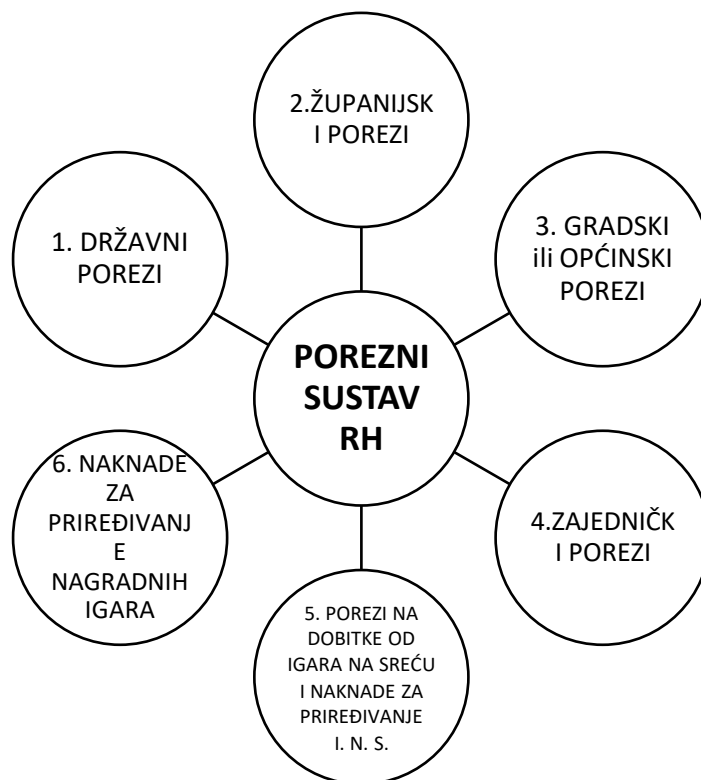 2.ŽUPANIJSK
I POREZI
1. DRŽAVNI
POREZI
3. GRADSKI
ili OPĆINSKI
POREZI
POREZNI
SUSTAV
RH
6. NAKNADE
ZA
PRIREĐIVANJ
E
NAGRADNIH
IGARA
4.ZAJEDNIČK
I POREZI
5. POREZI NA
DOBITKE OD
IGARA NA SREĆU
I NAKNADE ZA
PRIREĐIVANJE
I. N. S.